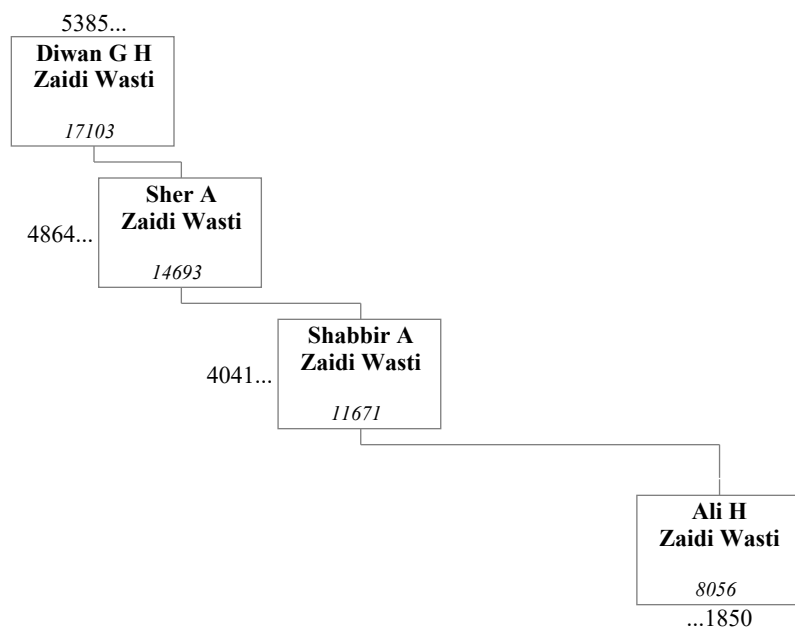 5385...
Diwan G H
Zaidi Wasti
17103
Sher A
Zaidi Wasti
4864...
14693
Shabbir A
Zaidi Wasti
4041...
11671
Ali H
Zaidi Wasti
8056
...1850